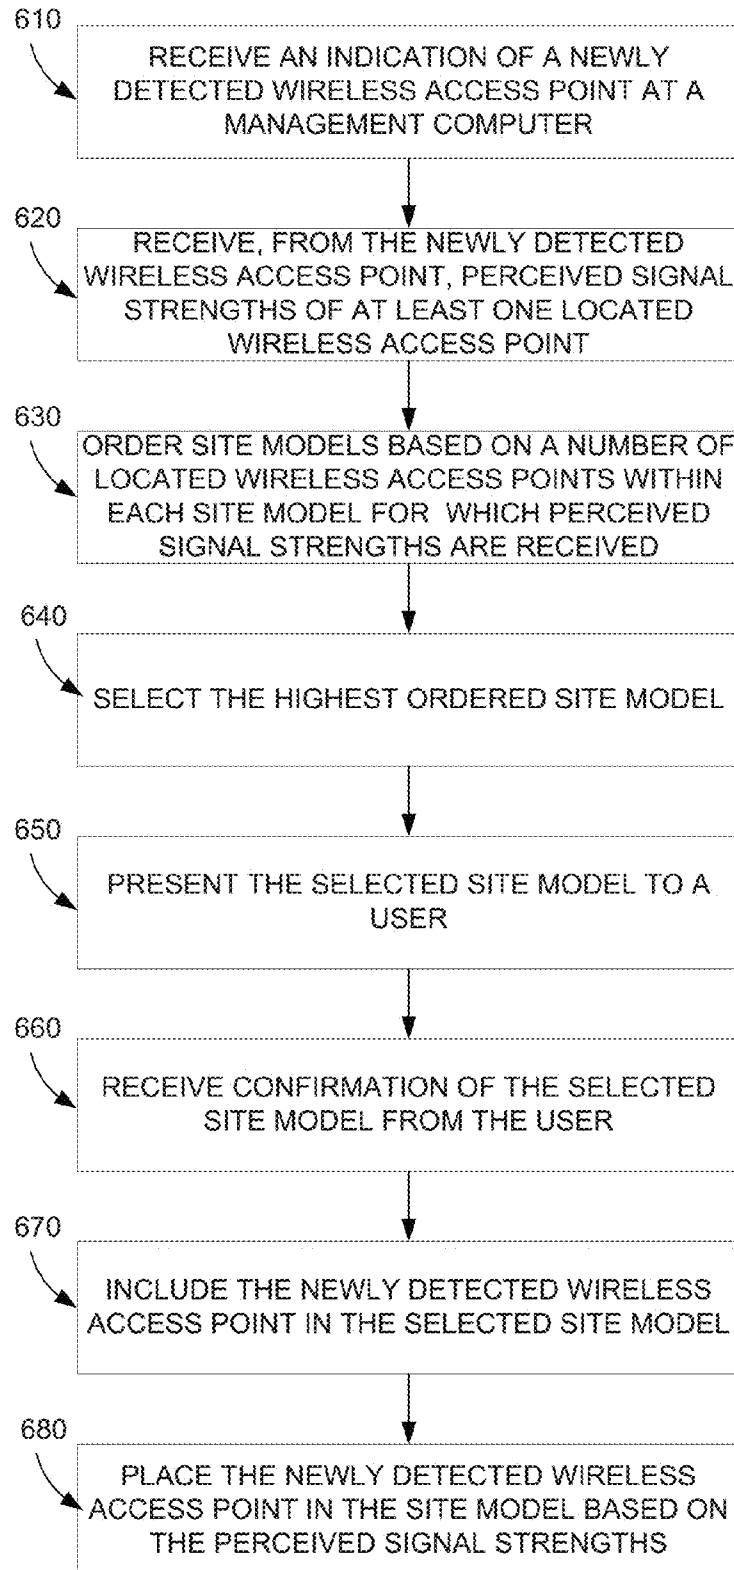 610
RECEIVE AN INDICATION OF A NEWLY
DETECTED WIRELESS ACCESS POINT AT A
MANAGEMENT COMPUTER
620
RECEIVE, FROM THE NEWLY DETECTED
WIRELESS ACCESS POINT, PERCEIVED SIGNAL
STRENGTHS OF AT LEAST ONE LOCATED
WIRELESS ACCESS POINT
630
ORDER SITE MODELS BASED ON A NUMBER OF
LOCATED WIRELESS ACCESS POINTS WITHIN
EACH SITE MODEL FOR WHICH PERCEIVED
SIGNAL STRENGTHS ARE RECEIVED
640
SELECT THE HIGHEST ORDERED SITE MODEL
650
PRESENT THE SELECTED SITE MODEL TO A
USER
660
RECEIVE CONFIRMATION OF THE SELECTED
SITE MODEL FROM THE USER
670
INCLUDE THE NEWLY DETECTED WIRELESS
ACCESS POINT IN THE SELECTED SITE MODEL
680
PLACE THE NEWLY DETECTED WIRELESS
ACCESS POINT IN THE SITE MODEL BASED ON
THE PERCEIVED SIGNAL STRENGTHS